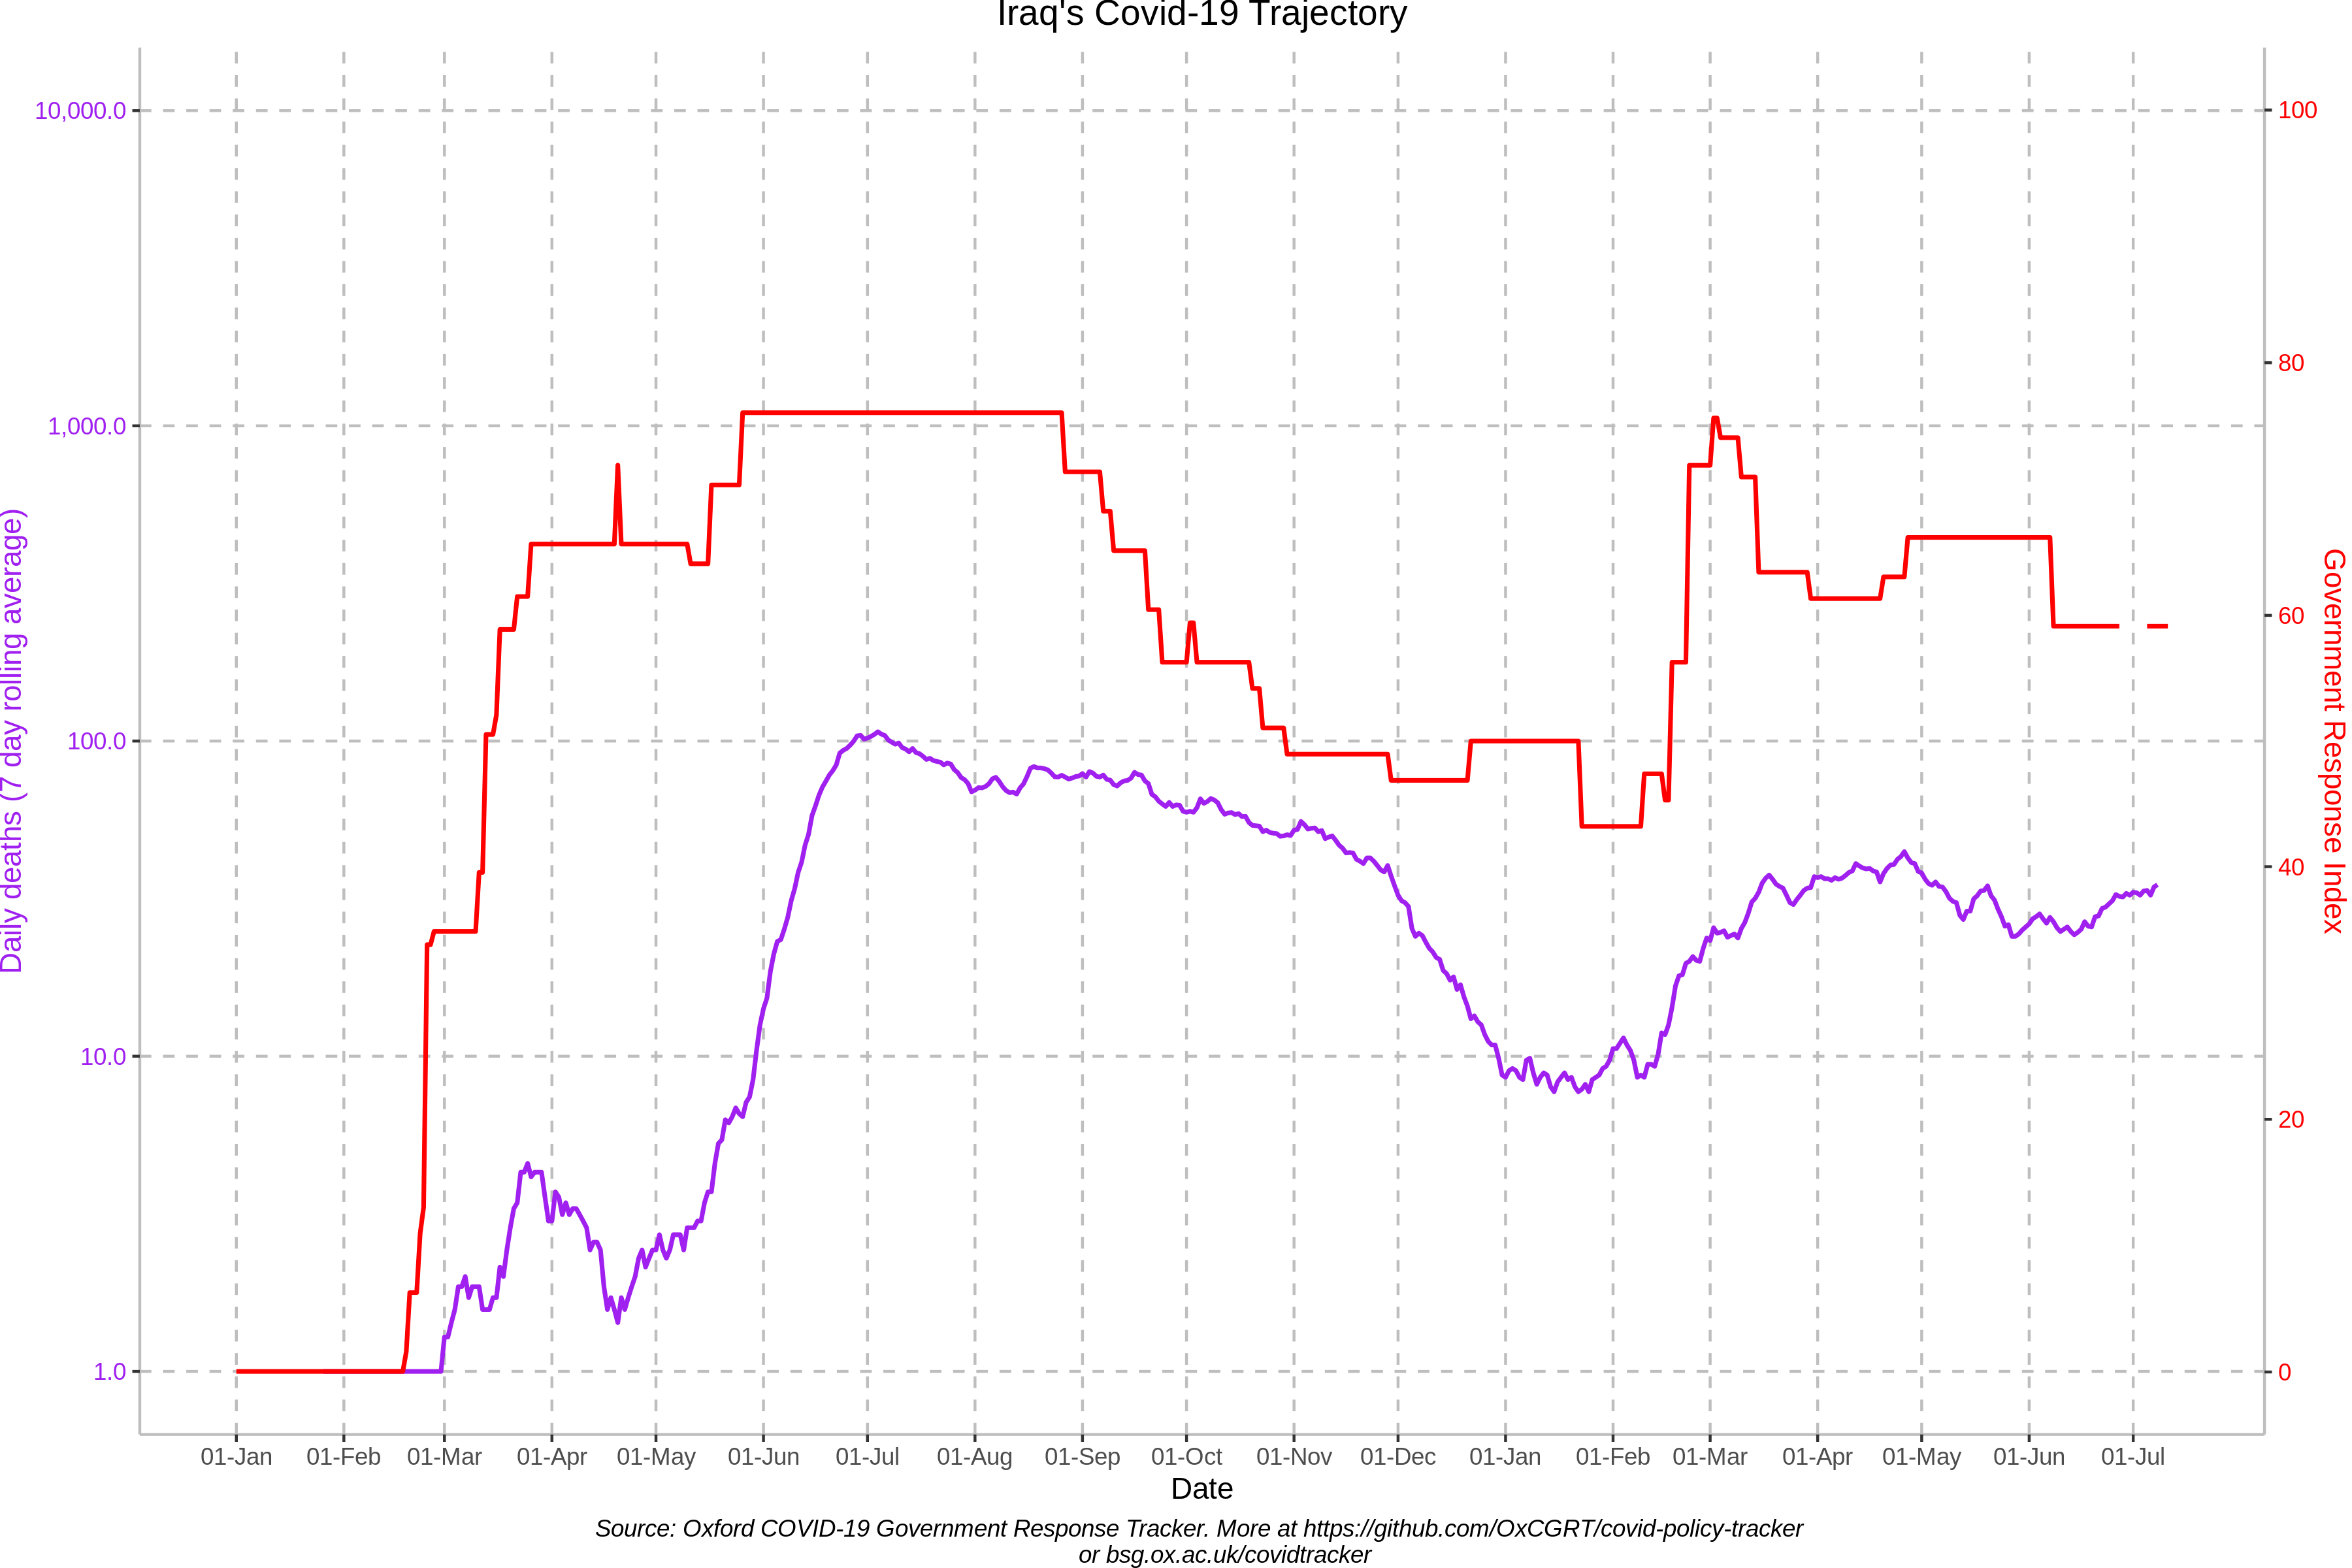 Iraq's Covid-19 Trajectory
10,000.0
1,000.0
100.0
10.0
1.0
Daily deaths (7 day rolling average)
100
80
60
40
20
0
Government Response Index
01-Jan 01-Feb 01-Mar 01-Apr 01-May 01-Jun 01-Jul 01-Aug 01-Sep 01-Oct 01-Nov 01-Dec 01-Jan 01-Feb 01-Mar 01-Apr 01-May 01-Jun 01-Jul
Date
Source: Oxford COVID-19 Government Response Tracker. More at https://github.com/OxCGRT/covid-policy-tracker
or bsg.ox.ac.uk/covidtracker